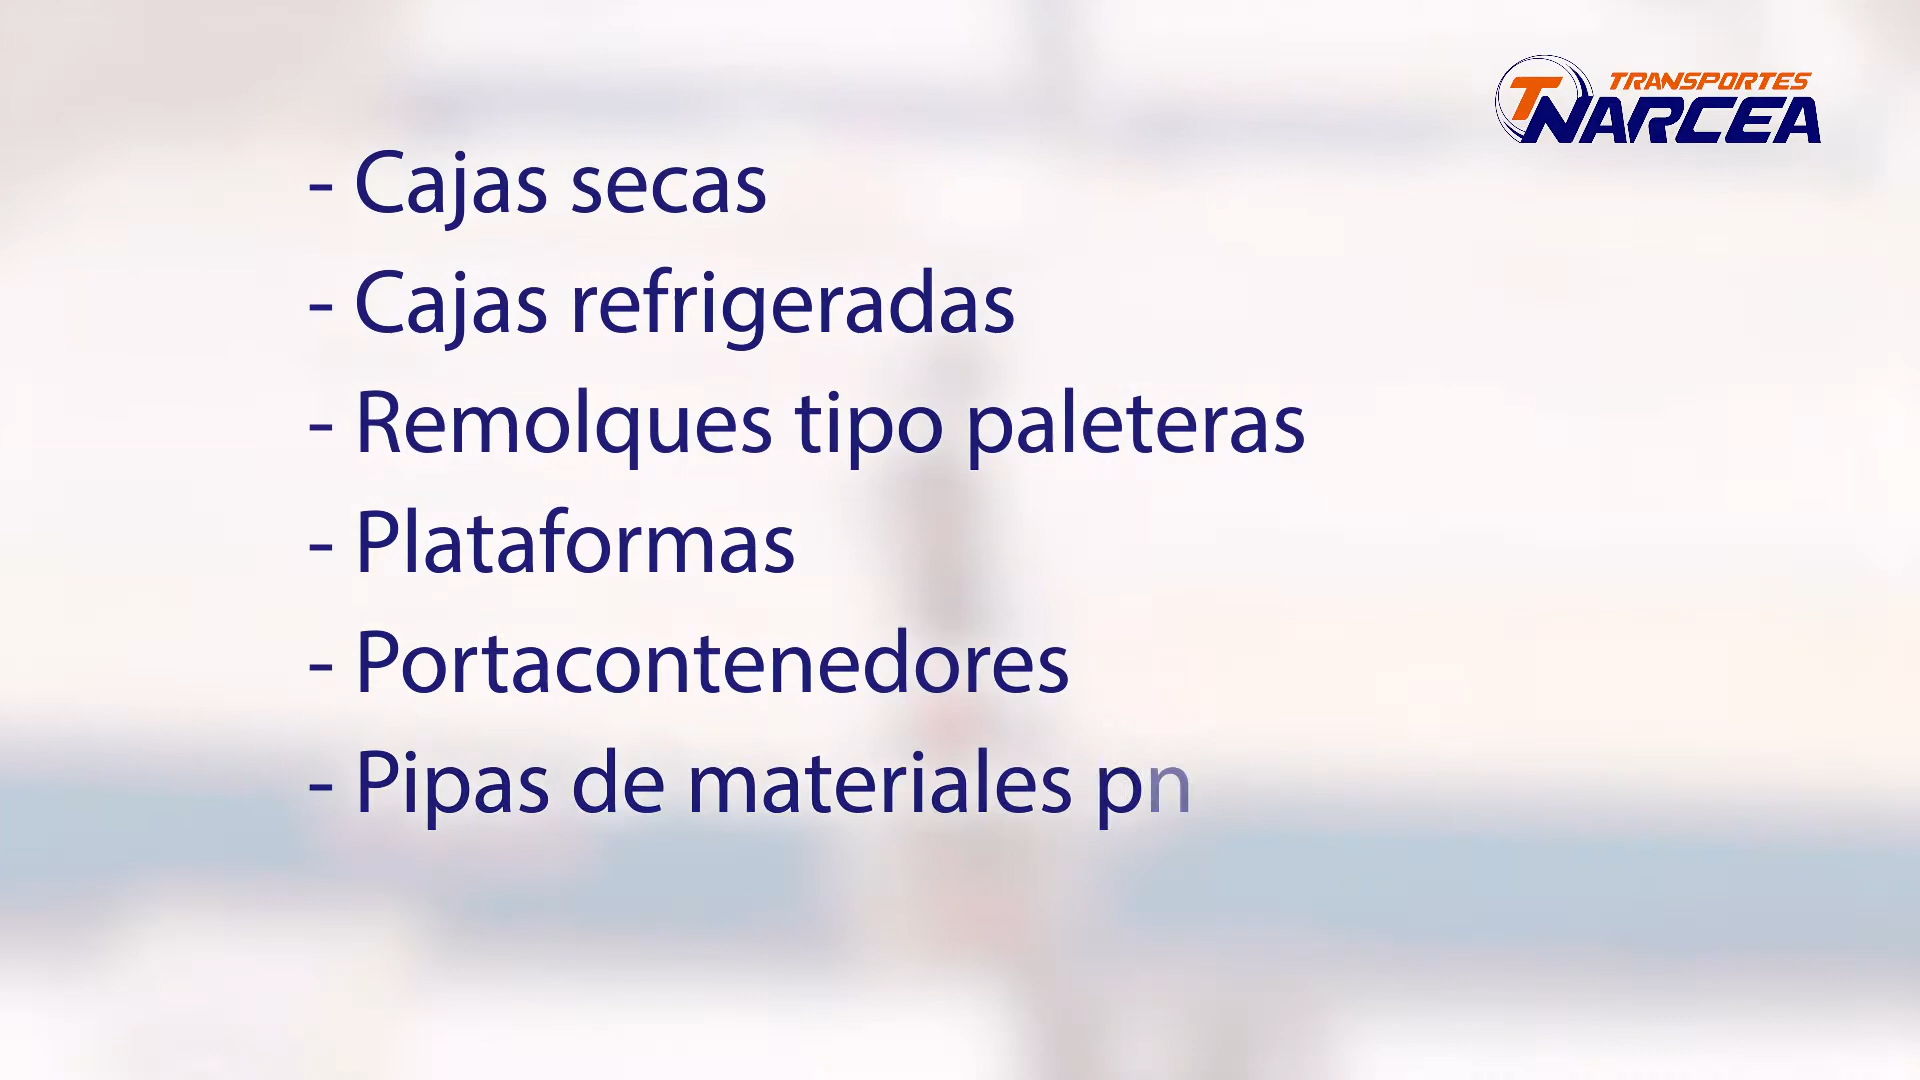 TRANSPORTES
NARCEA
- Cajas secas
- Cajas refrigeradas
- Remolques tipo paleteras
- Plataformas
- Portacontenedores
- Pipas de materiales pn